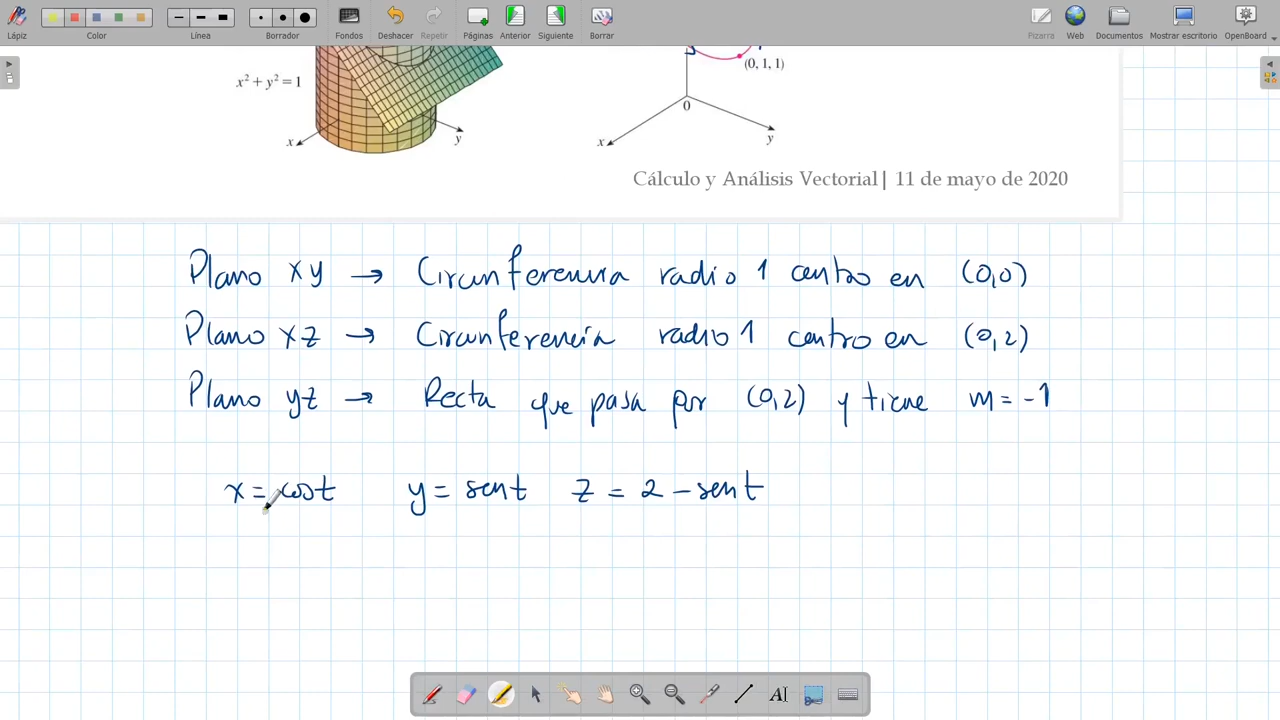 Lápiz Color Línea Borrador Fondos Deshacer Repetir Páginas Anterior Siguiente Borrar Pizarra Web Documentos Mostrar escritorio OpenBoard
x² + y² = 1
x
y
(0, 1, 1)
0
x
y
Cálculo y Análisis Vectorial| 11 de mayo de 2020
Plano xy → Circunferencia radio 1 centro en (0,0)
Plano xz → Circunferencia radio 1 centro en (0,2)
Plano yz → Recta que pasa por (0,2) y tiene m = -1
x = cost y = sent z = 2 - sent